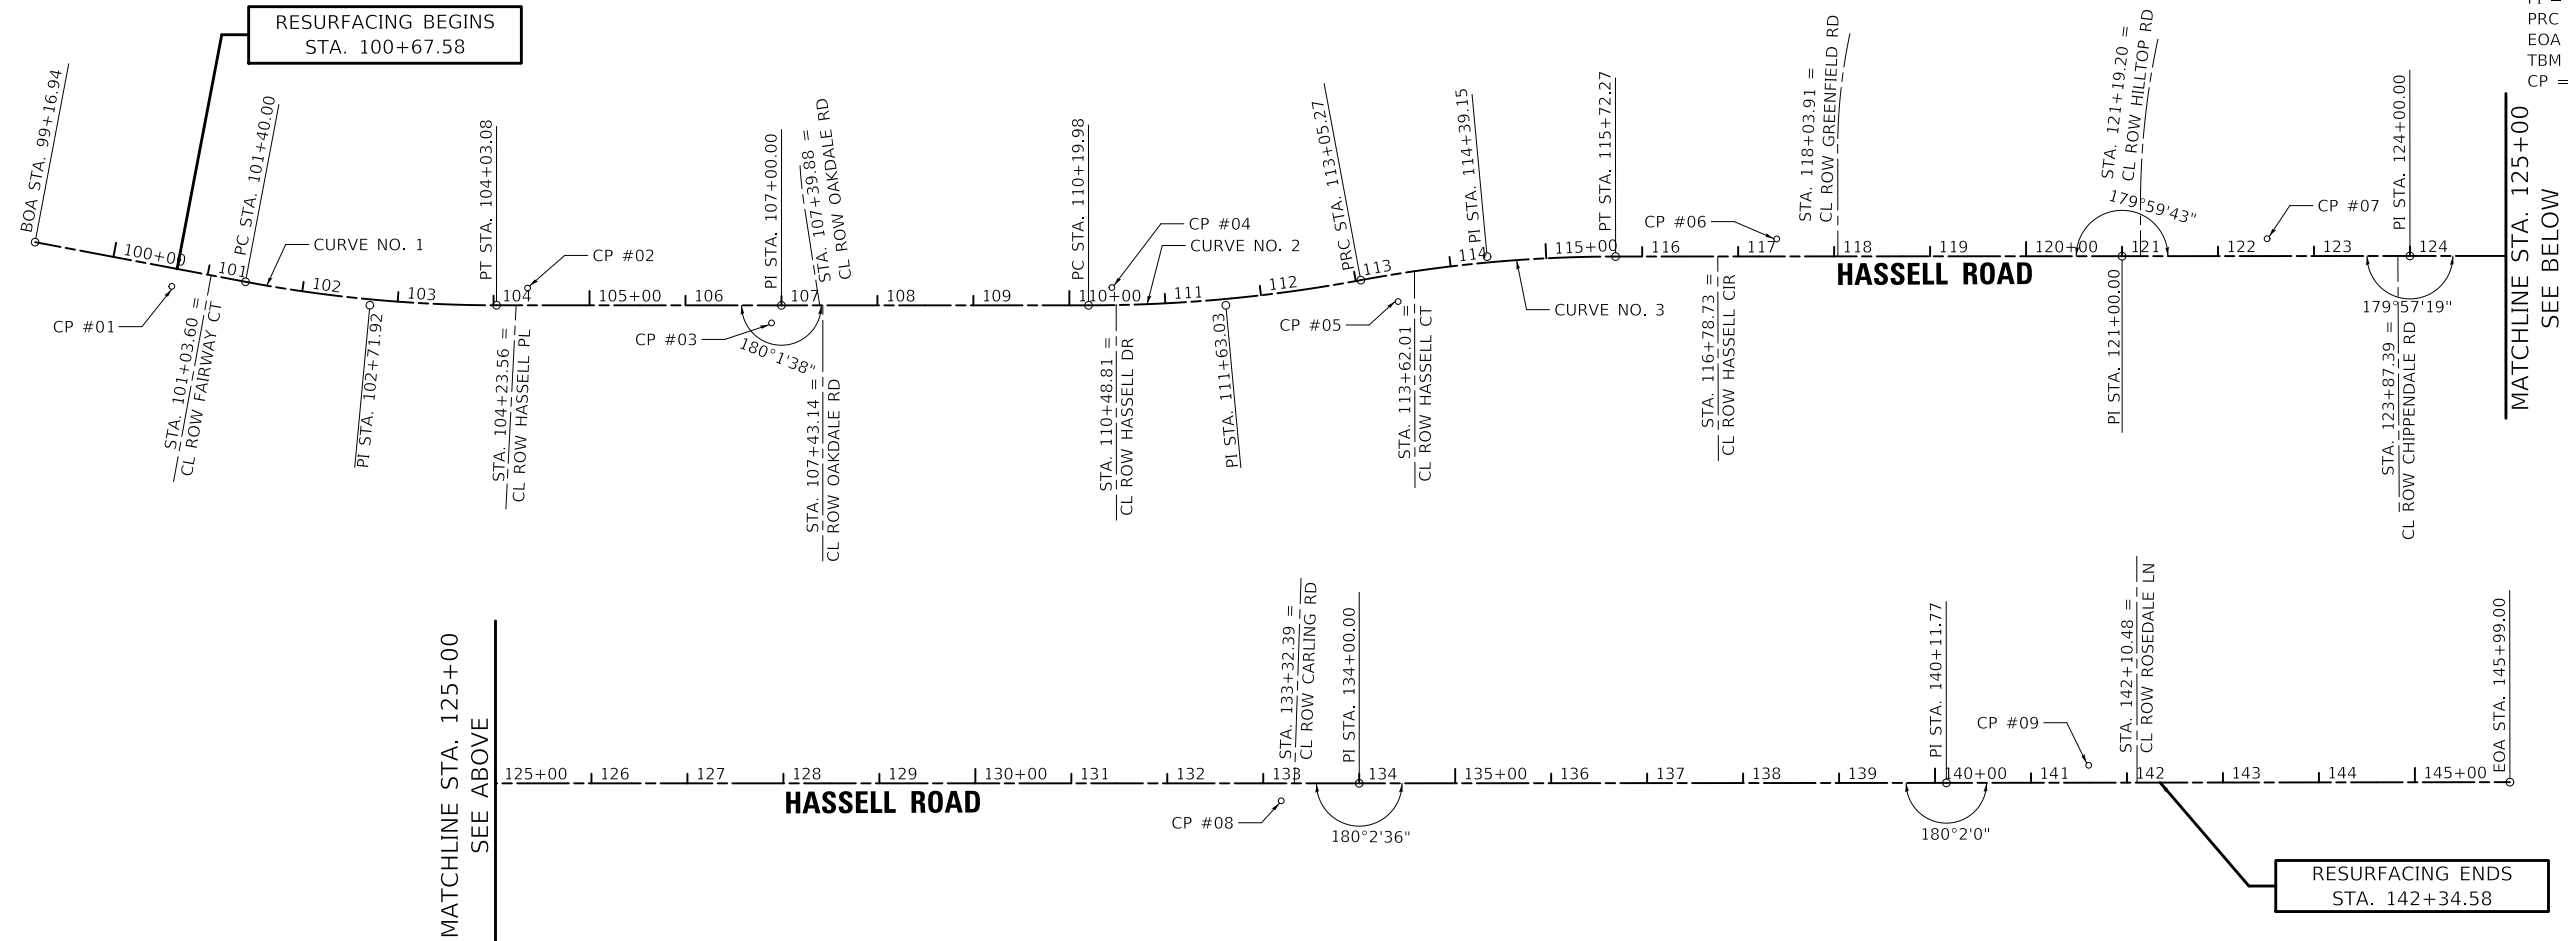 RESURFACING BEGINS
STA. 100+67.58
BOA STA. 99+16.94
PC STA. 101+40.00
CURVE NO. 1
CP #01
STA. 101+03.60 =
CL ROW FAIRWAY CT
PI STA. 102+71.92
PT STA. 104+03.08
CP #02
STA. 104+23.56 =
CL ROW HASSELL PL
CP #03
PI STA. 107+00.00
STA. 107+39.88 =
CL ROW OAKDALE RD
180°1'38"
STA. 107+43.14 =
CL ROW OAKDALE RD
PC STA. 110+19.98
CP #04
CURVE NO. 2
STA. 110+48.81 =
CL ROW HASSELL DR
PI STA. 111+63.03
PRC STA. 113+05.27
CP #05
STA. 113+62.01 =
CL ROW HASSELL CT
PI STA. 114+39.15
CURVE NO. 3
PT STA. 115+72.27
CP #06
STA. 116+78.73 =
CL ROW HASSELL CIR
STA. 118+03.91 =
CL ROW GREENFIELD RD
HASSELL ROAD
STA. 121+19.20 =
CL ROW HILLTOP RD
179°59'43"
PI STA. 121+00.00
CP #07
PI STA. 124+00.00
179°57'19"
STA. 123+87.39 =
CL ROW CHIPPENDALE RD
MATCHLINE STA. 125+00
SEE BELOW
PRC
EOA
TBM
CP =
100+00
101
102
103
104
105+00
106
107
108
109
110+00
111
112
113
114
115+00
116
117
118
119
120+00
121
122
123
124
MATCHLINE STA. 125+00
SEE ABOVE
125+00
126
127
128
129
130+00
131
132
133
134
135+00
136
137
138
139
140+00
141
142
143
144
145+00
HASSELL ROAD
CP #08
STA. 133+32.39 =
CL ROW CARLING RD
PI STA. 134+00.00
180°2'36"
PI STA. 140+11.77
180°2'0"
CP #09
STA. 142+10.48 =
CL ROW ROSEDALE LN
EOA STA. 145+99.00
RESURFACING ENDS
STA. 142+34.58